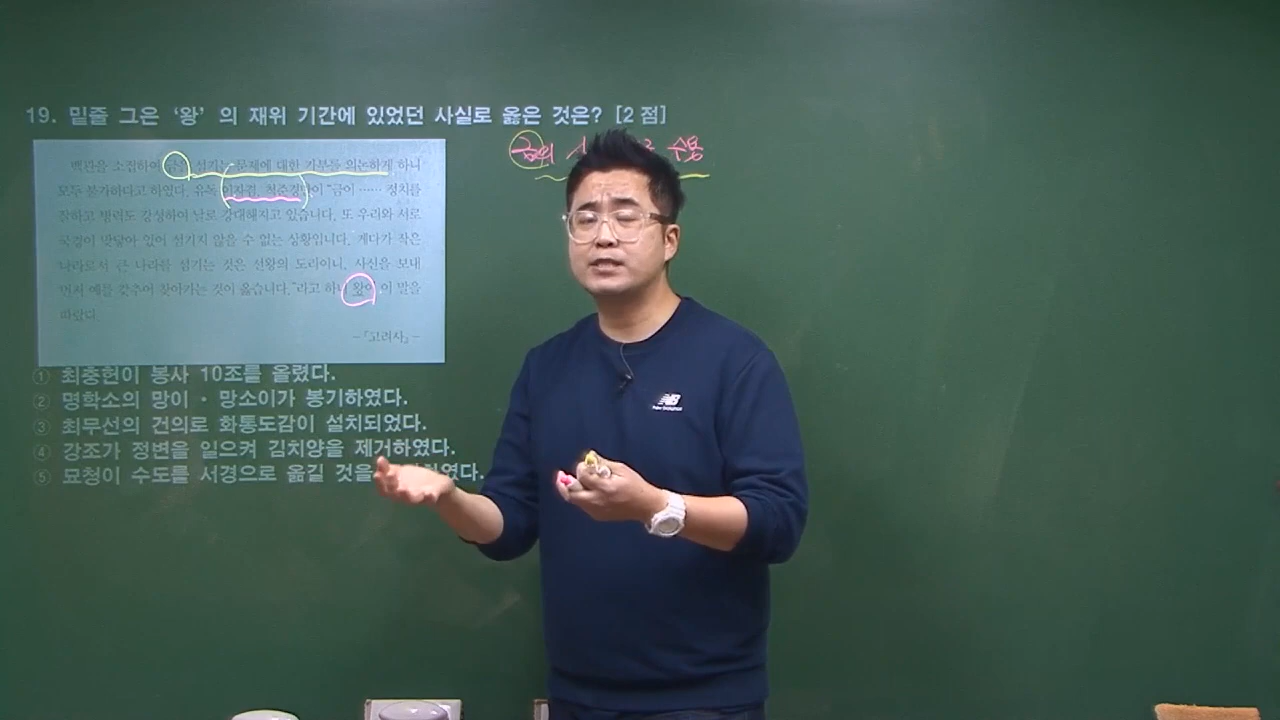 19. 밑줄 그은 '왕' 의 재위 기간에 있었던 사실로 옳은 것은? [2점]
금의 수용
백관을 소집하여 금을 섬기는 문제에 대한 가부를 의논하게 하니
모두 불가하다고 하였다. 유독 이자겸, 척준경만이 "금이 …… 정치를
잘하고 병력도 강성하여 날로 강대해지고 있습니다. 또 우리와 서로
국경이 맞닿아 있어 섬기지 않을 수 없는 상황입니다. 게다가 작은
나라로서 큰 나라를 섬기는 것은 선왕의 도리이니, 사신을 보내
먼저 예를 갖추어 찾아가는 것이 옳습니다."라고 하니 왕이 이 말을
따랐다.
-『고려사』-
① 최충헌이 봉사 10조를 올렸다.
② 명학소의 망이·망소이가 봉기하였다.
③ 최무선의 건의로 화통도감이 설치되었다.
④ 강조가 정변을 일으켜 김치양을 제거하였다.
⑤ 묘청이 수도를 서경으로 옮길 것을 하였다.
NB
new balance